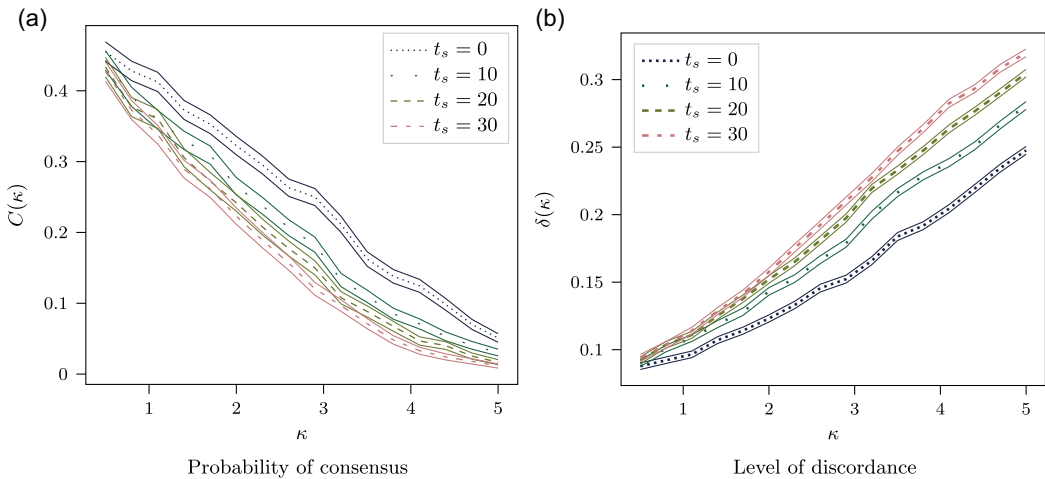 (a)
C(κ)
0.4
0.3
0.2
0.1
0
t_s = 0
t_s = 10
t_s = 20
t_s = 30
1 2 3 4 5
κ
Probability of consensus
(b)
δ(κ)
0.3
0.25
0.2
0.15
0.1
t_s = 0
t_s = 10
t_s = 20
t_s = 30
1 2 3 4 5
κ
Level of discordance